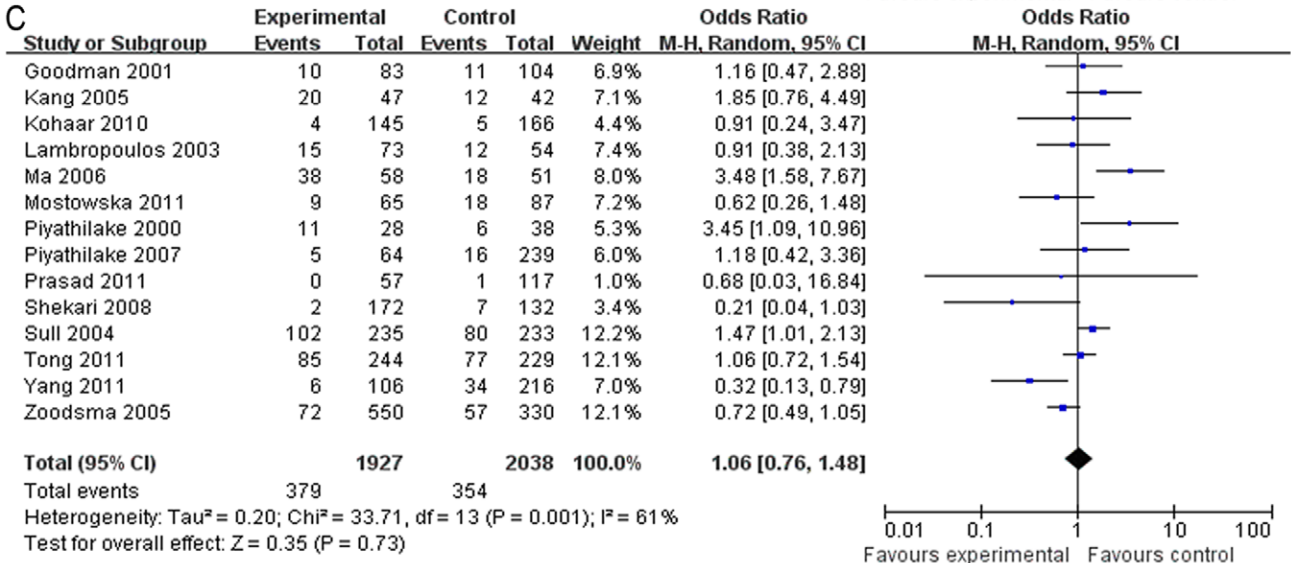 C
Experimental Control Odds Ratio Odds Ratio
Study or Subgroup Events Total Events Total Weight M-H, Random, 95% CI M-H, Random, 95% CI
Goodman 2001 10 83 11 104 6.9% 1.16 [0.47, 2.88]
Kang 2005 20 47 12 42 7.1% 1.85 [0.76, 4.49]
Kohaar 2010 4 145 5 166 4.4% 0.91 [0.24, 3.47]
Lambropoulos 2003 15 73 12 54 7.4% 0.91 [0.38, 2.13]
Ma 2006 38 58 18 51 8.0% 3.48 [1.58, 7.67]
Mostowska 2011 9 65 18 87 7.2% 0.62 [0.26, 1.48]
Piyathilake 2000 11 28 6 38 5.3% 3.45 [1.09, 10.96]
Piyathilake 2007 5 64 16 239 6.0% 1.18 [0.42, 3.36]
Prasad 2011 0 57 1 117 1.0% 0.68 [0.03, 16.84]
Shekari 2008 2 172 7 132 3.4% 0.21 [0.04, 1.03]
Sull 2004 102 235 80 233 12.2% 1.47 [1.01, 2.13]
Tong 2011 85 244 77 229 12.1% 1.06 [0.72, 1.54]
Yang 2011 6 106 34 216 7.0% 0.32 [0.13, 0.79]
Zoodsma 2005 72 550 57 330 12.1% 0.72 [0.49, 1.05]
Total (95% CI) 1927 2038 100.0% 1.06 [0.76, 1.48]
Total events 379 354
Heterogeneity: Tau² = 0.20; Chi² = 33.71, df = 13 (P = 0.001); I² = 61%
Test for overall effect: Z = 0.35 (P = 0.73)
0.01 0.1 1 10 100
Favours experimental Favours control